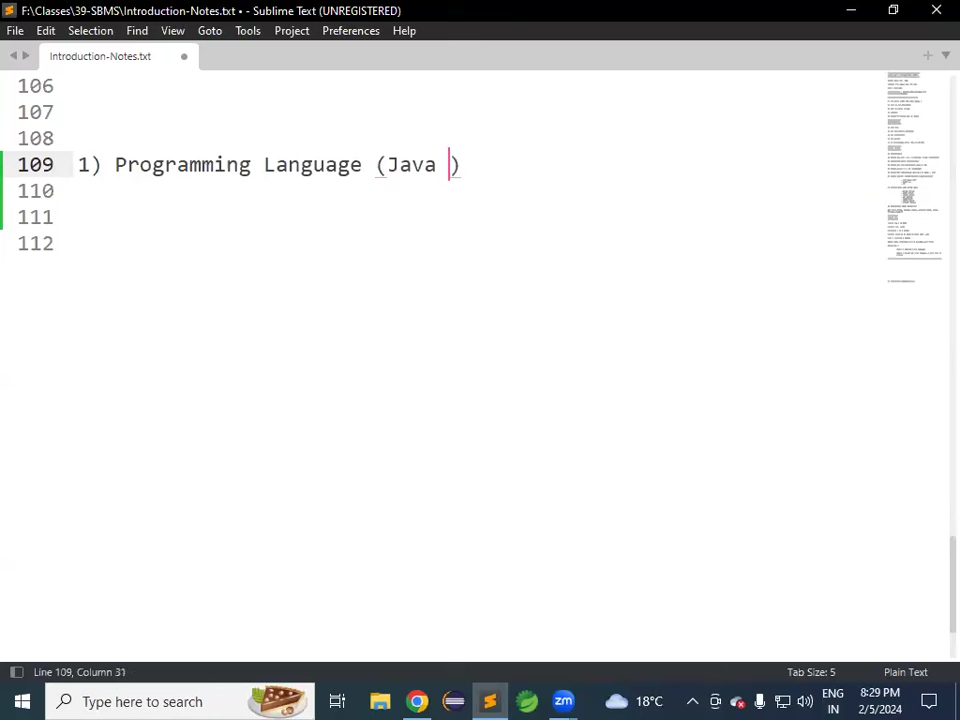 F:\Classes\39-SBMS\Introduction-Notes.txt • - Sublime Text (UNREGISTERED)
File Edit Selection Find View Goto Tools Project Preferences Help
Introduction-Notes.txt
106
107
108
109 1) Programming Language (Java )
110
111
112
Line 109, Column 31 Tab Size: 5 Plain Text
Type here to search 18°C ENG IN 8:29 PM 2/5/2024